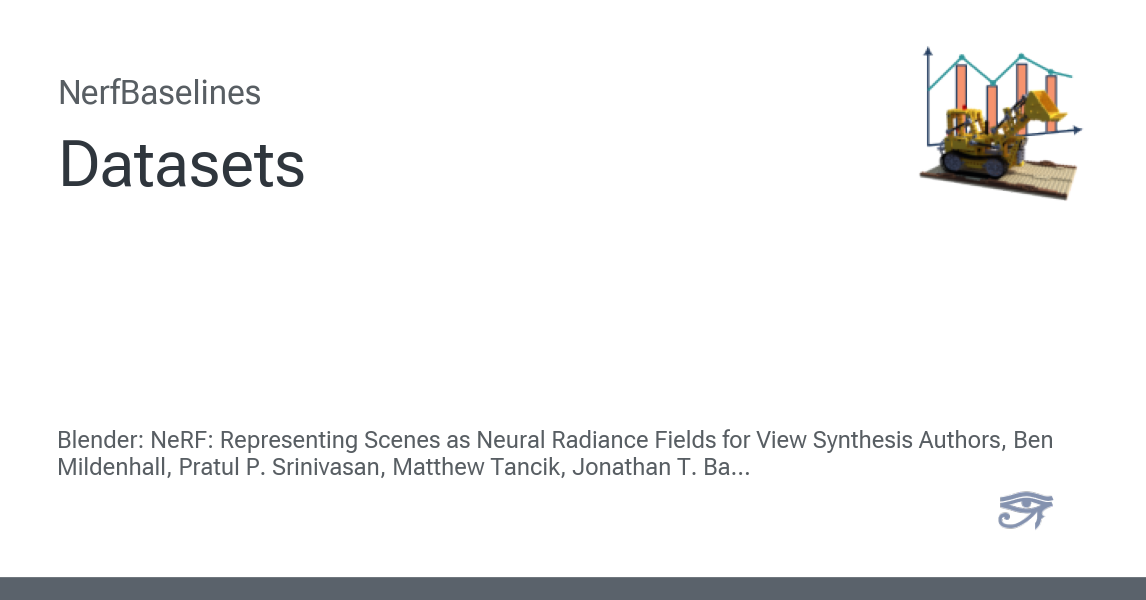 NerfBaselines
Datasets
Blender: NeRF: Representing Scenes as Neural Radiance Fields for View Synthesis Authors, Ben
Mildenhall, Pratul P. Srinivasan, Matthew Tancik, Jonathan T. Ba...